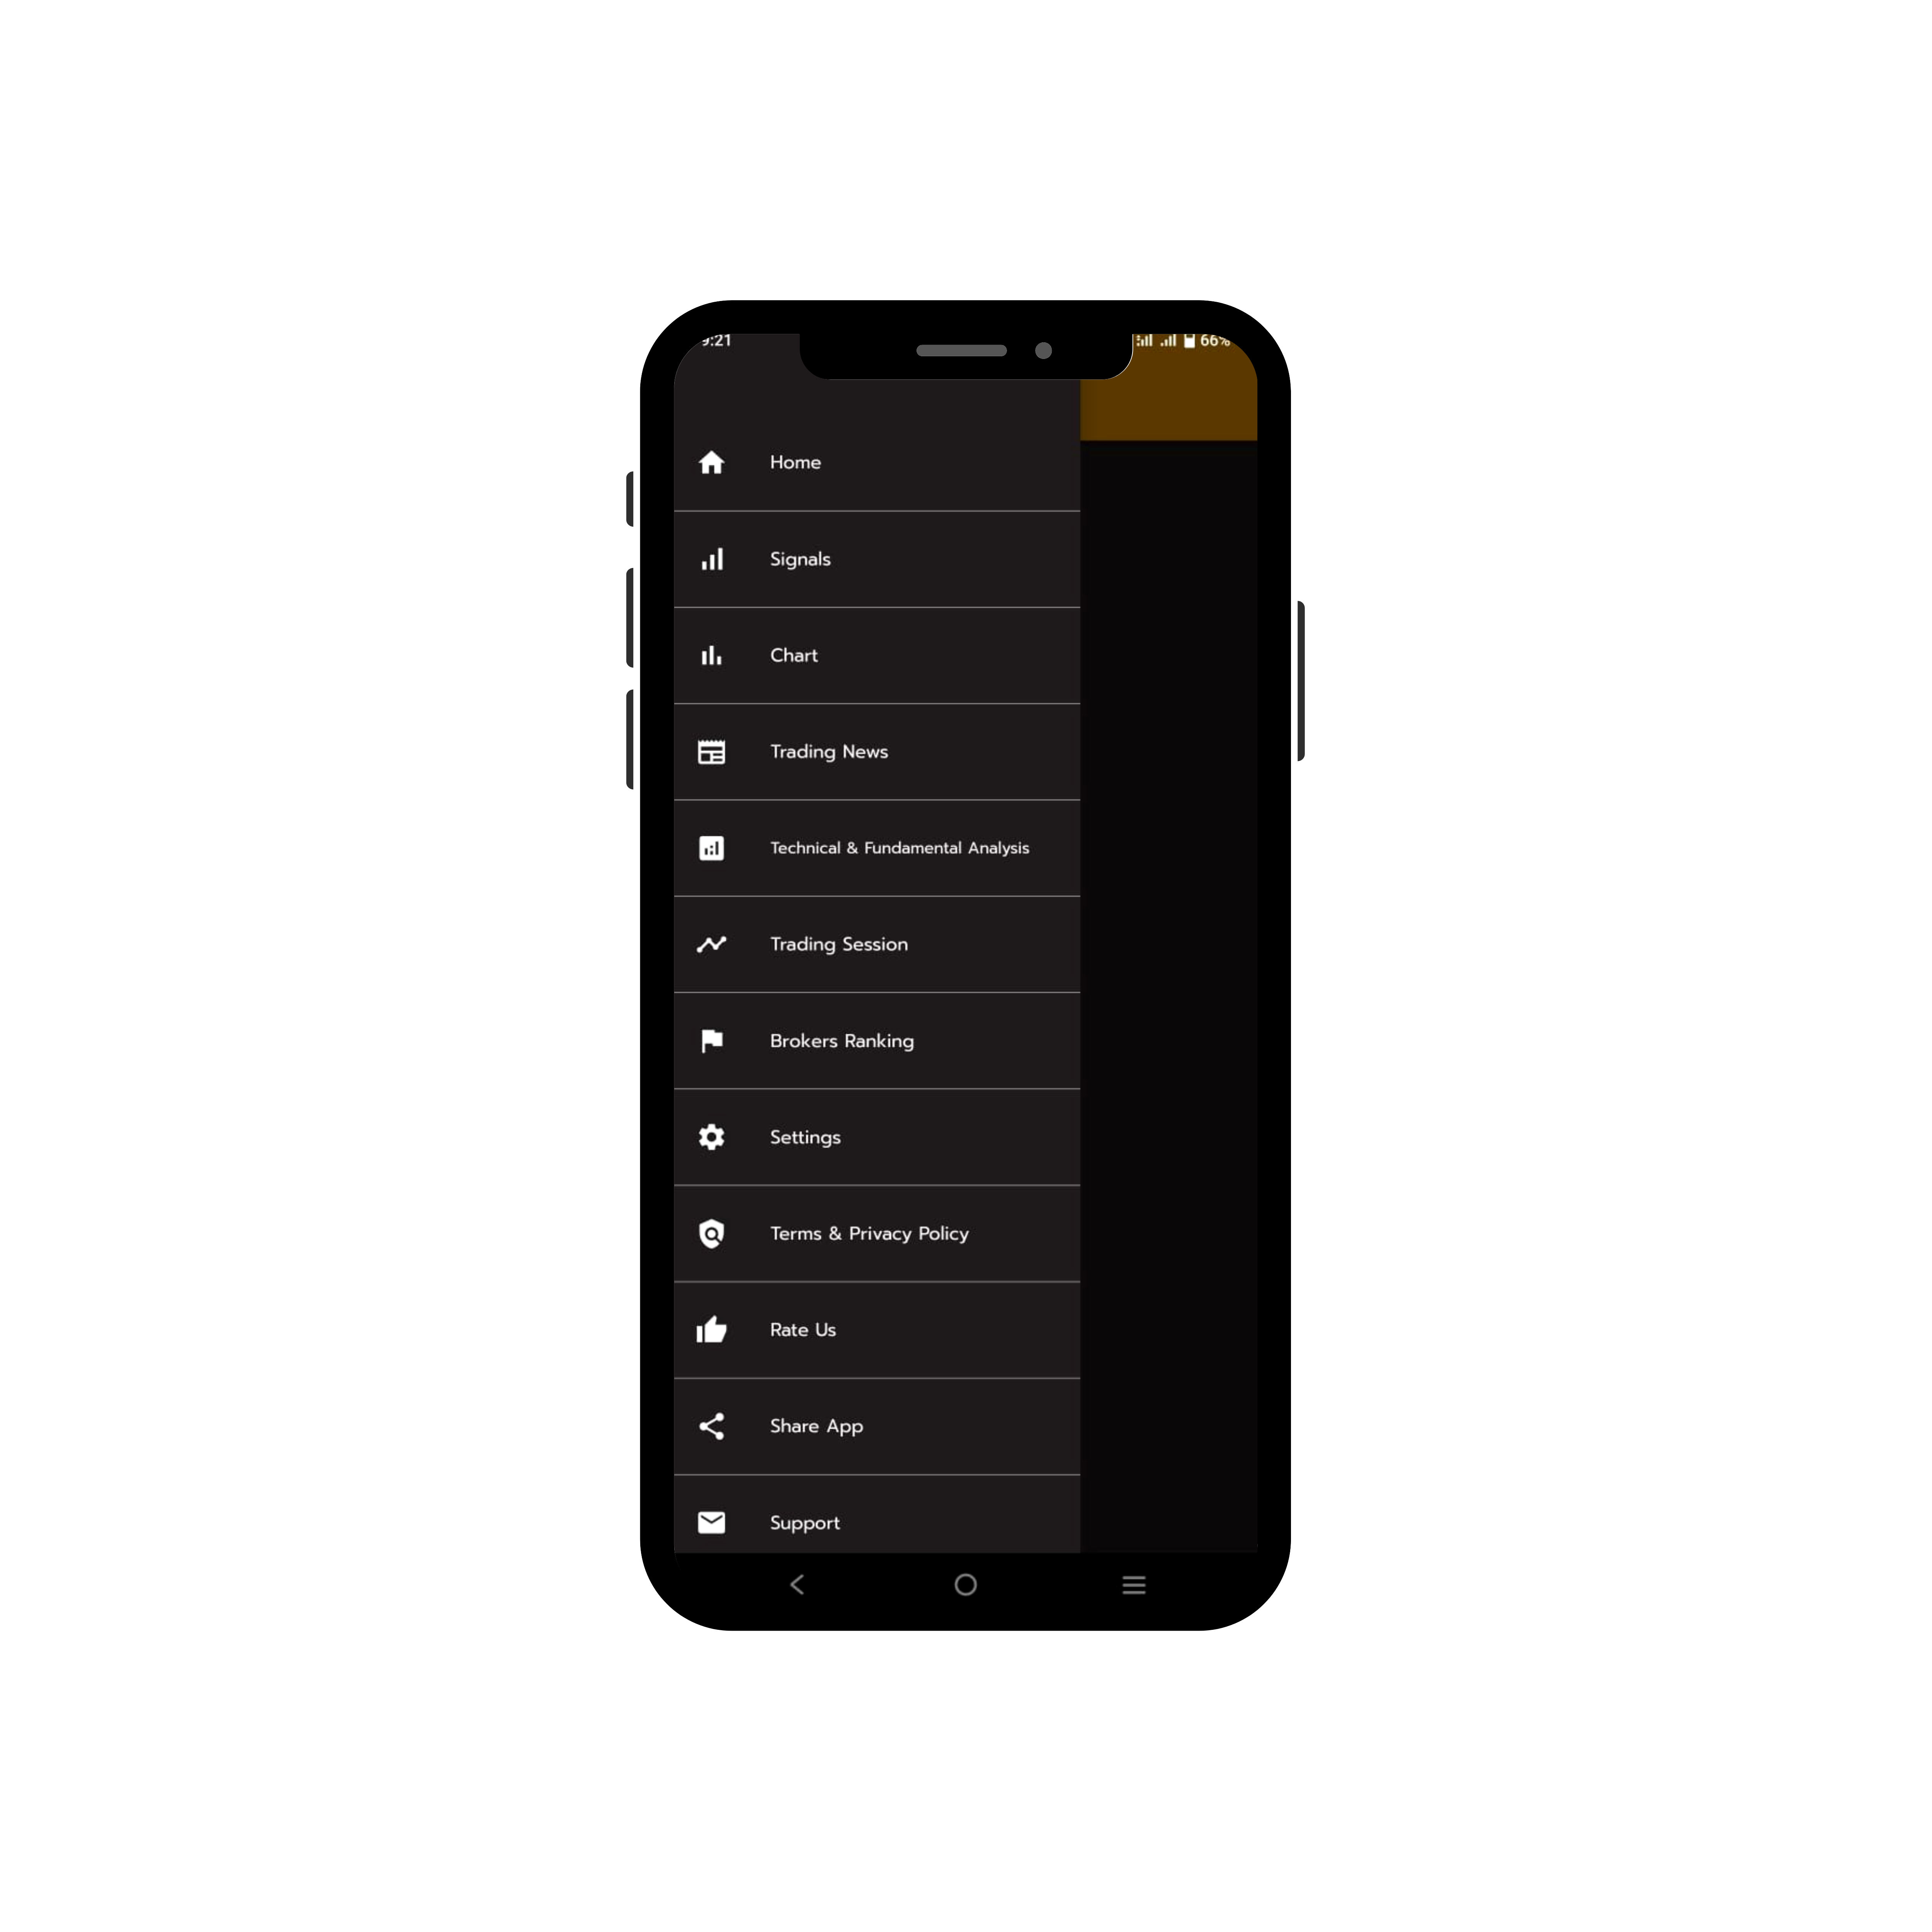 9:21
66%
Home
Signals
Chart
Trading News
Technical & Fundamental Analysis
Trading Session
Brokers Ranking
Settings
Terms & Privacy Policy
Rate Us
Share App
Support